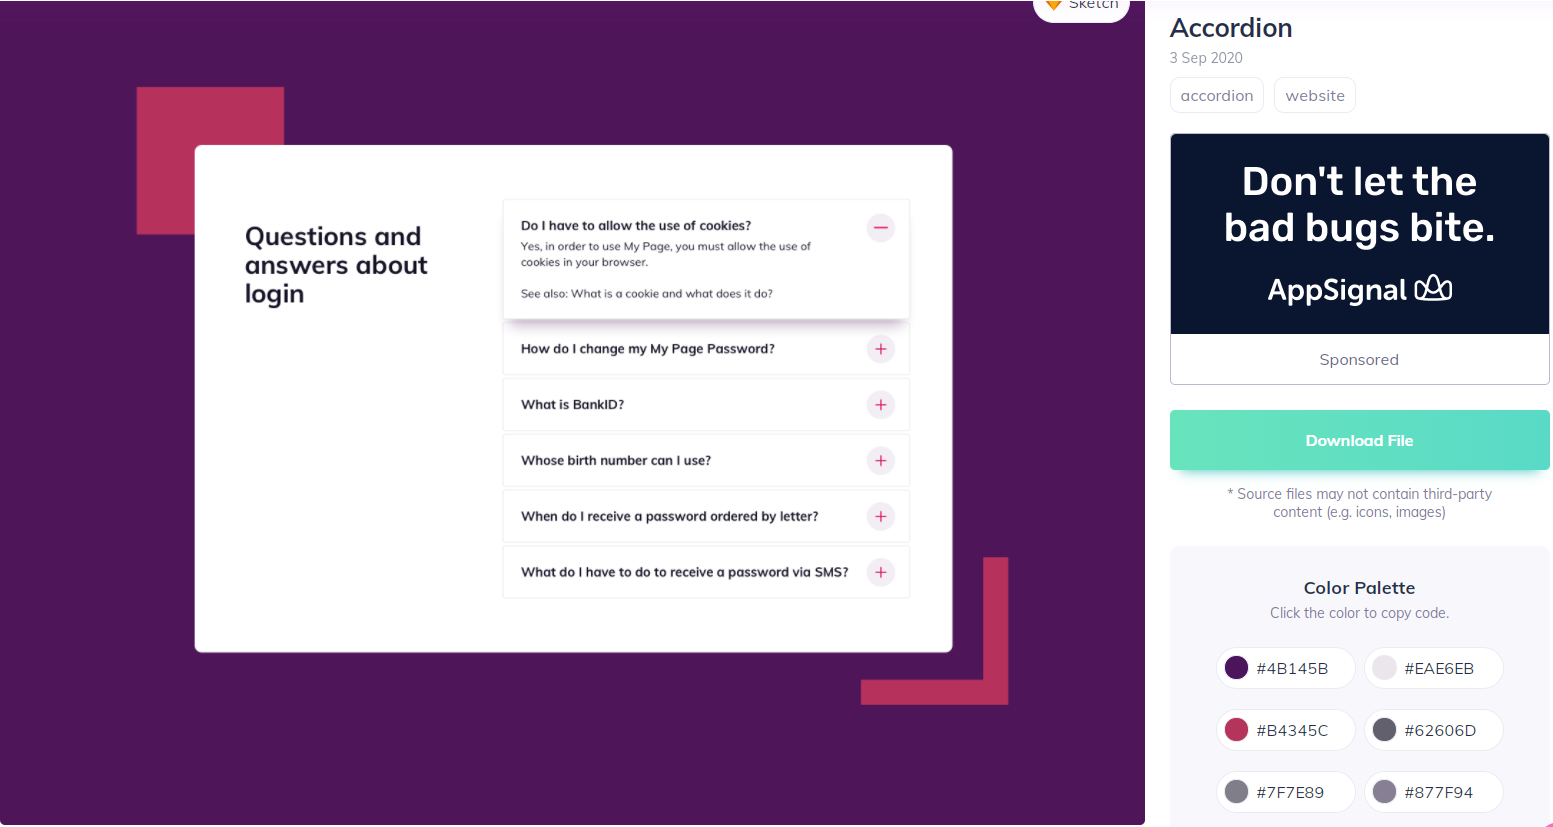 Sketch
Questions and
answers about
login
Do I have to allow the use of cookies?
Yes, in order to use My Page, you must allow the use of
cookies in your browser.
See also: What is a cookie and what does it do?
How do I change my My Page Password?
What is BankID?
Whose birth number can I use?
When do I receive a password ordered by letter?
What do I have to do to receive a password via SMS?
Accordion
3 Sep 2020
accordion website
Don't let the
bad bugs bite.
AppSignal
Sponsored
Download File
* Source files may not contain third-party
content (e.g. icons, images)
Color Palette
Click the color to copy code.
#4B145B #EAE6EB
#B4345C #62606D
#7F7E89 #877F94